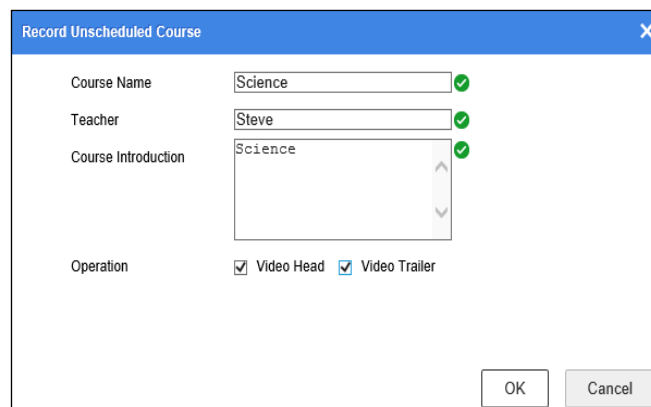 Record Unscheduled Course
Course Name Science
Teacher Steve
Course Introduction Science
Operation Video Head Video Trailer
OK Cancel